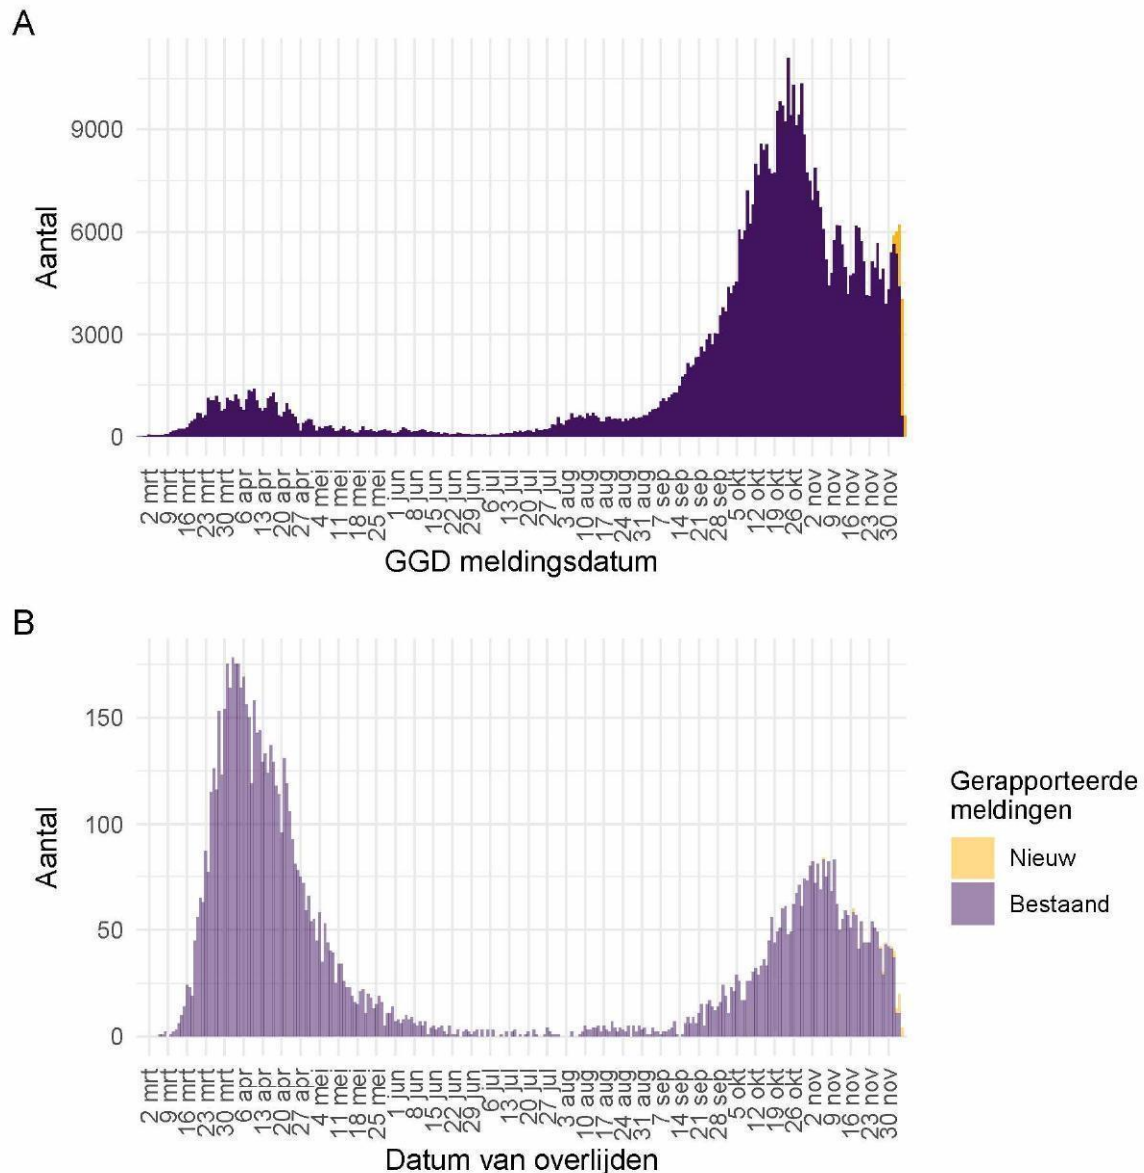 A
9000
6000
3000
0
Aantal
2 mrt
9 mrt
16 mrt
23 mrt
30 mrt
6 apr
13 apr
20 apr
27 apr
4 mei
11 mei
18 mei
25 mei
1 jun
8 jun
15 jun
22 jun
29 jun
6 jul
13 jul
20 jul
27 jul
3 aug
10 aug
17 aug
24 aug
31 aug
7 sep
14 sep
21 sep
28 sep
5 okt
12 okt
19 okt
26 okt
2 nov
9 nov
16 nov
23 nov
30 nov
GGD meldingsdatum
B
150
100
50
0
Aantal
2 mrt
9 mrt
16 mrt
23 mrt
30 mrt
6 apr
13 apr
20 apr
27 apr
4 mei
11 mei
18 mei
25 mei
1 jun
8 jun
15 jun
22 jun
29 jun
6 jul
13 jul
20 jul
27 jul
3 aug
10 aug
17 aug
24 aug
31 aug
7 sep
14 sep
21 sep
28 sep
5 okt
12 okt
19 okt
26 okt
2 nov
9 nov
16 nov
23 nov
30 nov
Datum van overlijden
Gerapporteerde
meldingen
Nieuw
Bestaand